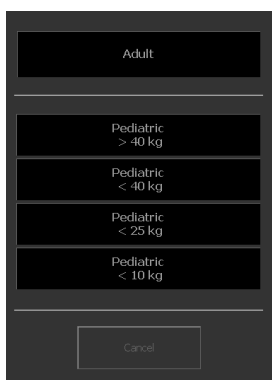 Adult
Pediatric
> 40 kg
Pediatric
< 40 kg
Pediatric
< 25 kg
Pediatric
< 10 kg
Cancel